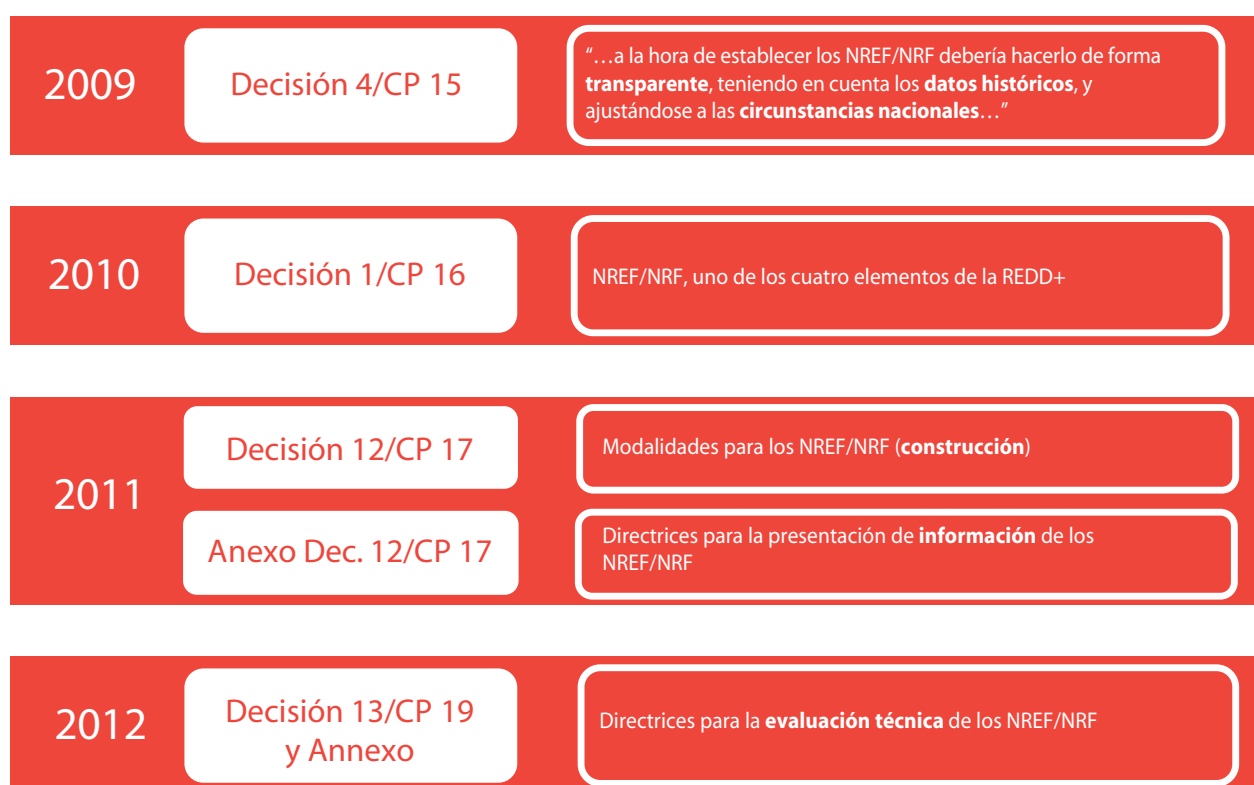 2009
Decisión 4/CP 15
“…a la hora de establecer los NREF/NRF debería hacerlo de forma
transparente, teniendo en cuenta los datos históricos, y
ajustándose a las circunstancias nacionales…”
2010
Decisión 1/CP 16
NREF/NRF, uno de los cuatro elementos de la REDD+
2011
Decisión 12/CP 17
Modalidades para los NREF/NRF (construcción)
Anexo Dec. 12/CP 17
Directrices para la presentación de información de los
NREF/NRF
2012
Decisión 13/CP 19
y Annexo
Directrices para la evaluación técnica de los NREF/NRF